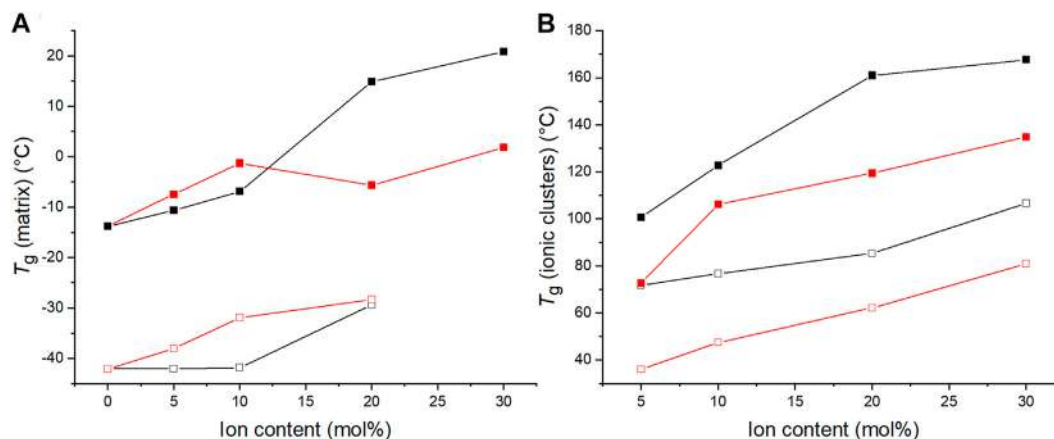 A
20
10
0
-10
-20
-30
-40
Tg (matrix) (°C)
0 5 10 15 20 25 30
Ion content (mol%)
B
180
160
140
120
100
80
60
40
Tg (ionic clusters) (°C)
5 10 15 20 25 30
Ion content (mol%)